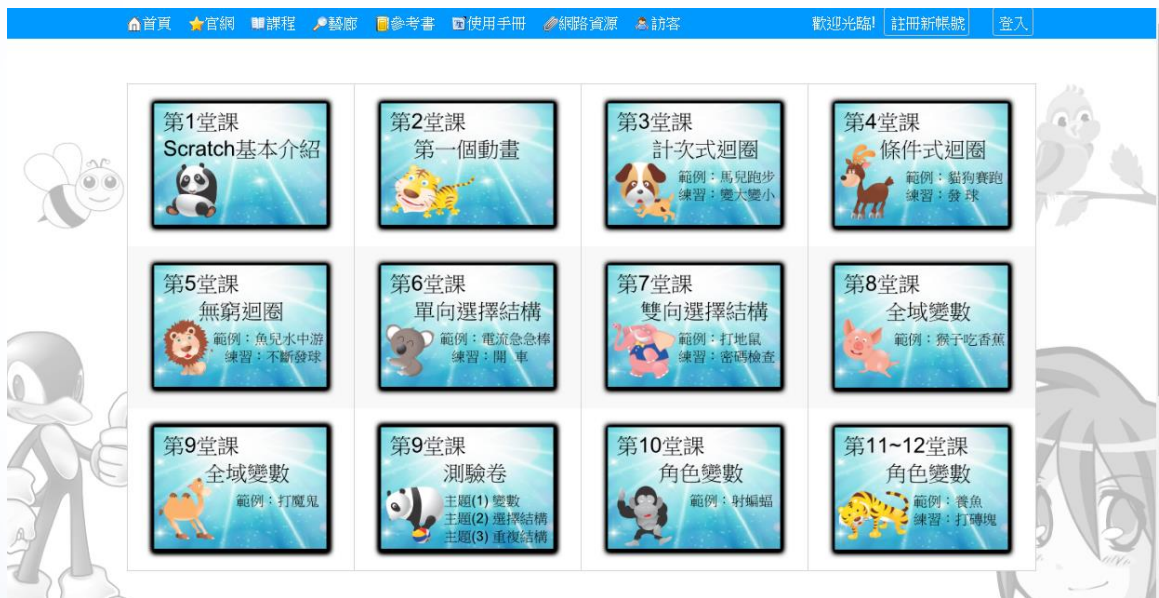 首頁 官網 課程 藝廊 參考書 使用手冊 網路資源 訪客 歡迎光臨! 註冊新帳號 登入
第1堂課
Scratch基本介紹
第2堂課
第一個動畫
第3堂課
計次式迴圈
範例:馬兒跑步
練習:變大變小
第4堂課
條件式迴圈
範例:貓狗賽跑
練習:發 球
第5堂課
無窮迴圈
範例:魚兒水中游
練習:不斷發球
第6堂課
單向選擇結構
範例:電流急急棒
練習:開 車
第7堂課
雙向選擇結構
範例:打地鼠
練習:密碼檢查
第8堂課
全域變數
範例:猴子吃香蕉
第9堂課
全域變數
範例:打魔鬼
第9堂課
測驗卷
主題(1) 變數
主題(2) 選擇結構
主題(3) 重複結構
第10堂課
角色變數
範例:射蝙蝠
第11~12堂課
角色變數
範例:養魚
練習:打磚塊